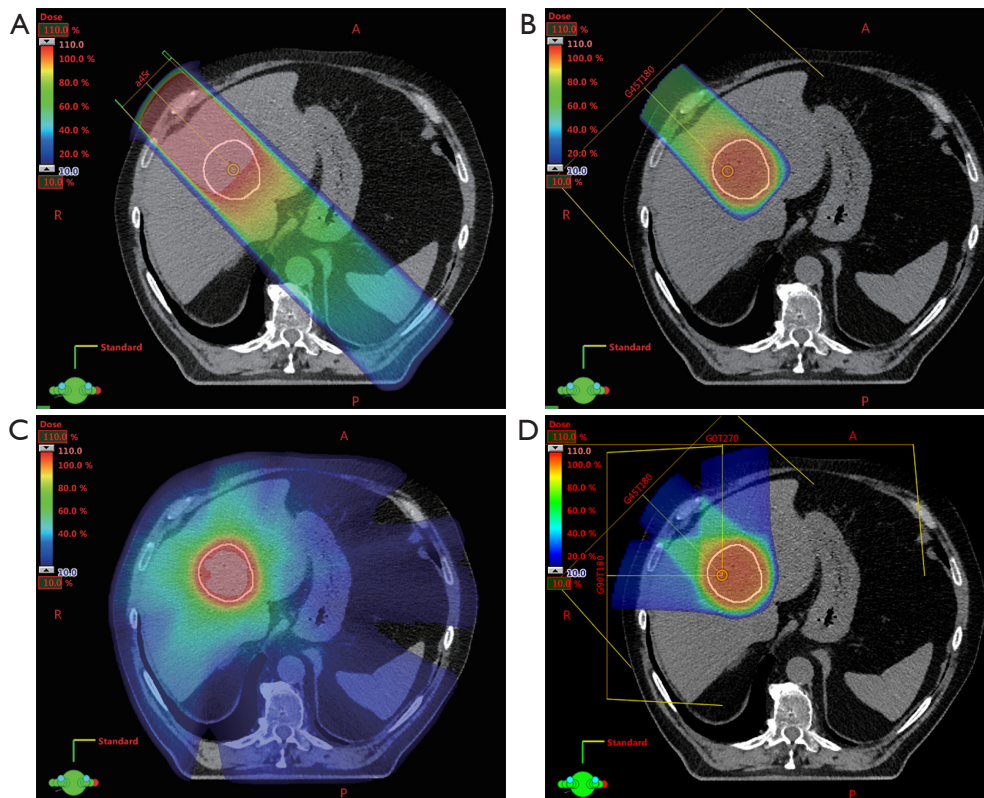 A
Dose
110.0 %
110.0
100.0 %
80.0 %
60.0 %
40.0 %
20.0 %
10.0
10.0 %
A
a45r
R
Standard
P
B
Dose
110.0 %
110.0
100.0 %
80.0 %
60.0 %
40.0 %
20.0 %
10.0
10.0 %
A
G45T180
R
Standard
P
C
Dose
110.0 %
110.0
100.0 %
80.0 %
60.0 %
40.0 %
10.0
10.0 %
A
R
Standard
P
D
Dose
110.0 %
110.0
100.0 %
80.0 %
60.0 %
40.0 %
20.0 %
10.0
10.0 %
G0T270
A
G45T180
G90T180
R
Standard
P